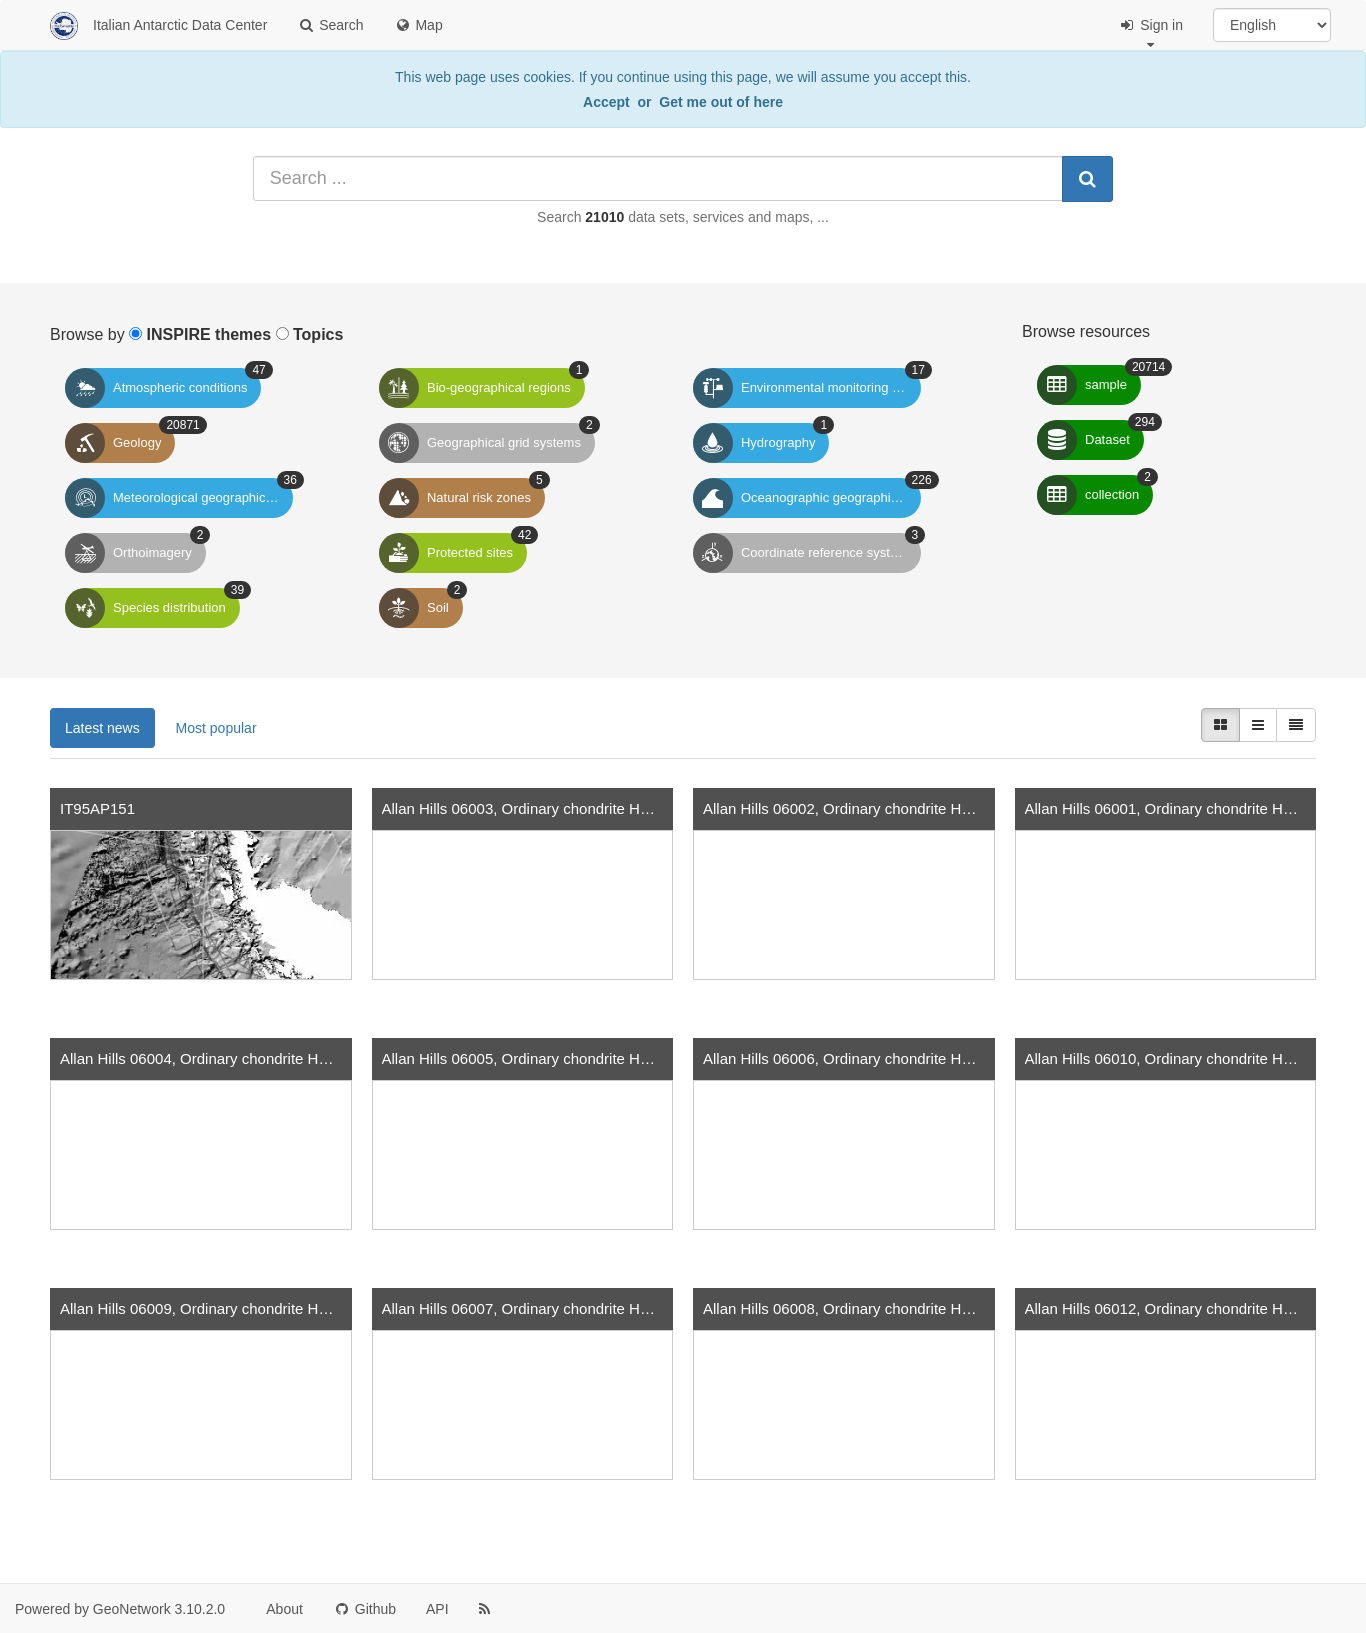 Italian Antarctic Data Center Search Map Sign in English
This web page uses cookies. If you continue using this page, we will assume you accept this.
Accept or Get me out of here
Search ...
Search 21010 data sets, services and maps, ...
Browse by INSPIRE themes Topics
Atmospheric conditions 47
Bio-geographical regions 1
Environmental monitoring … 17
Geology 20871
Geographical grid systems 2
Hydrography 1
Meteorological geographic… 36
Natural risk zones 5
Oceanographic geographi… 226
Orthoimagery 2
Protected sites 42
Coordinate reference syst… 3
Species distribution 39
Soil 2
Browse resources
sample 20714
Dataset 294
collection 2
Latest news Most popular
IT95AP151
Allan Hills 06003, Ordinary chondrite H…
Allan Hills 06002, Ordinary chondrite H…
Allan Hills 06001, Ordinary chondrite H…
Allan Hills 06004, Ordinary chondrite H…
Allan Hills 06005, Ordinary chondrite H…
Allan Hills 06006, Ordinary chondrite H…
Allan Hills 06010, Ordinary chondrite H…
Allan Hills 06009, Ordinary chondrite H…
Allan Hills 06007, Ordinary chondrite H…
Allan Hills 06008, Ordinary chondrite H…
Allan Hills 06012, Ordinary chondrite H…
Powered by GeoNetwork 3.10.2.0 About Github API